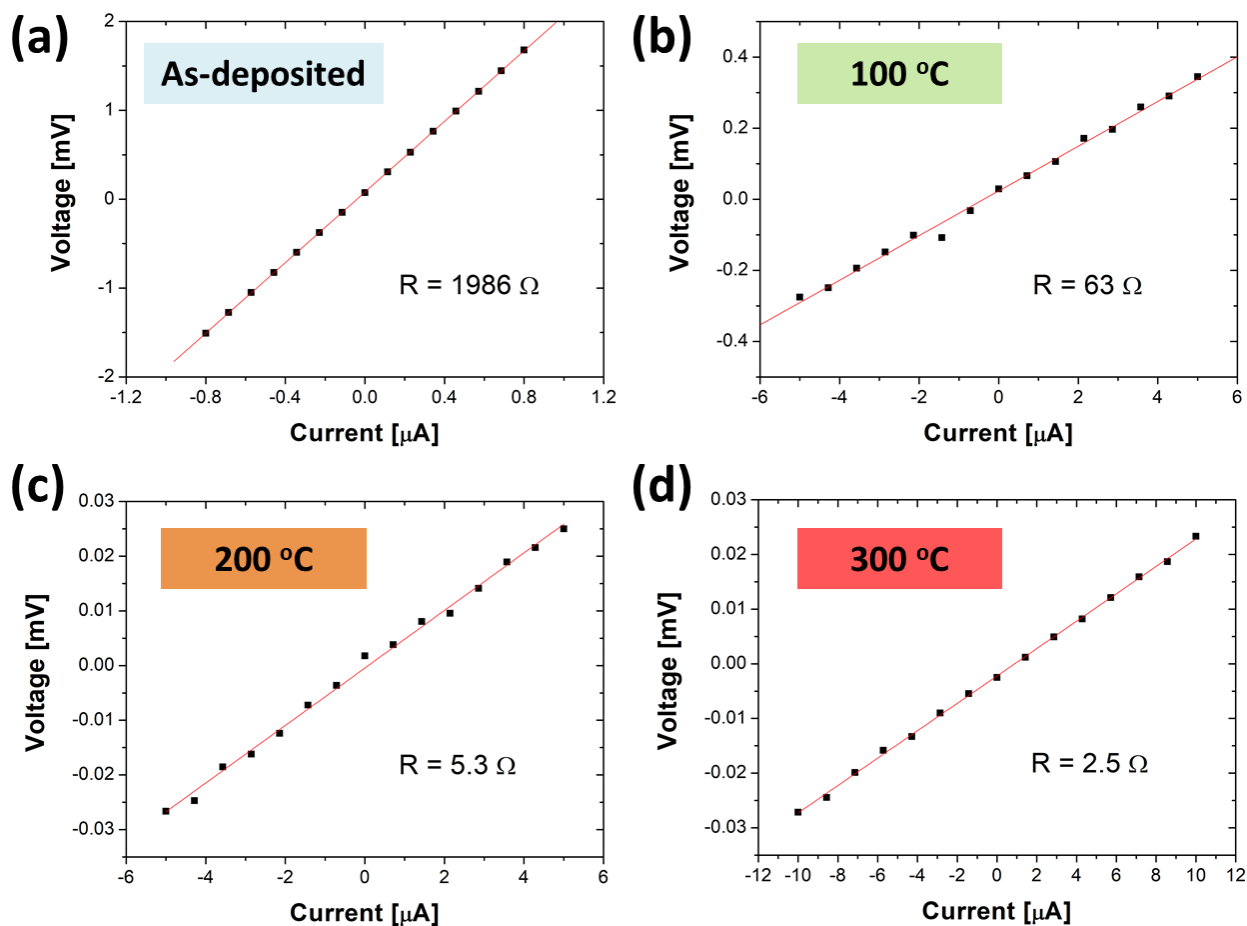 (a)
As-deposited
R = 1986 Ω
Voltage [mV]
2
1
0
-1
-2
-1.2 -0.8 -0.4 0.0 0.4 0.8 1.2
Current [μA]
(b)
100 °C
R = 63 Ω
Voltage [mV]
0.4
0.2
0.0
-0.2
-0.4
-6 -4 -2 0 2 4 6
Current [μA]
(c)
200 °C
R = 5.3 Ω
Voltage [mV]
0.03
0.02
0.01
0.00
-0.01
-0.02
-0.03
-6 -4 -2 0 2 4 6
Current [μA]
(d)
300 °C
R = 2.5 Ω
Voltage [mV]
0.03
0.02
0.01
0.00
-0.01
-0.02
-0.03
-12 -10 -8 -6 -4 -2 0 2 4 6 8 10 12
Current [μA]